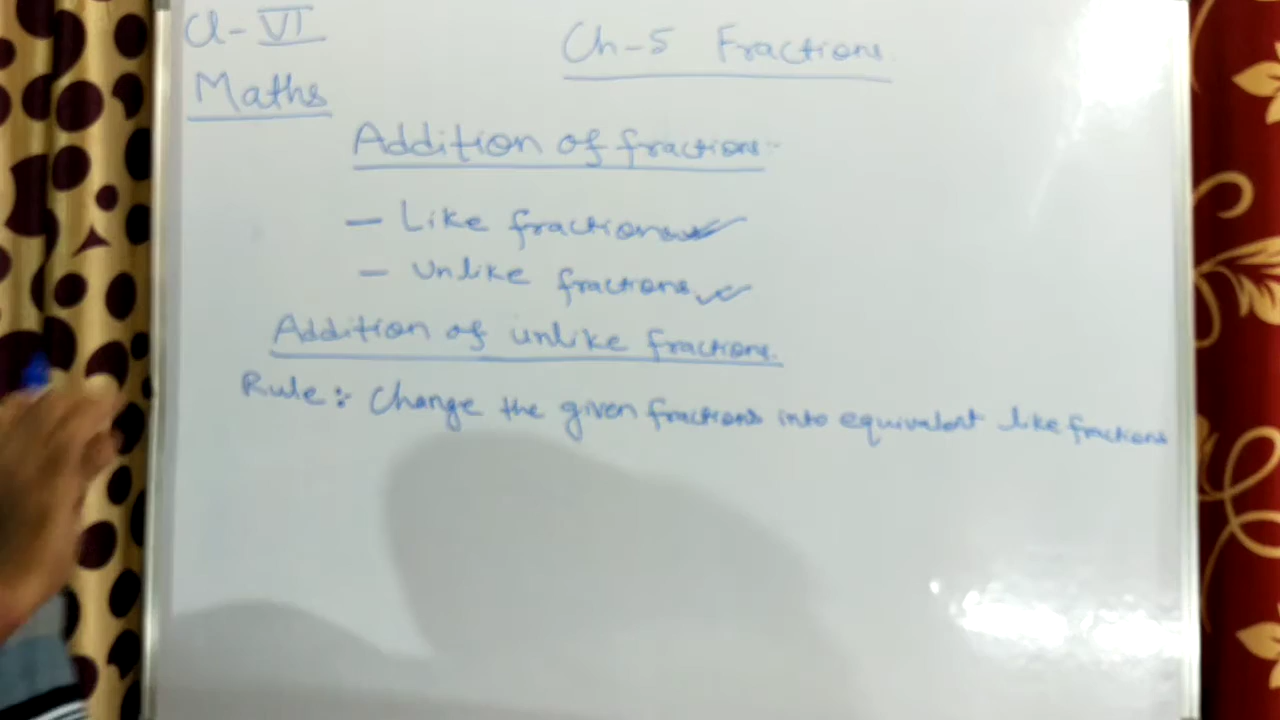 Cl-VI
Ch-5 Fractions
Maths
Addition of fractions:-
- Like fractions ✓
- Unlike fractions ✓
Addition of unlike fractions.
Rule:- Change the given fractions into equivalent like fractions